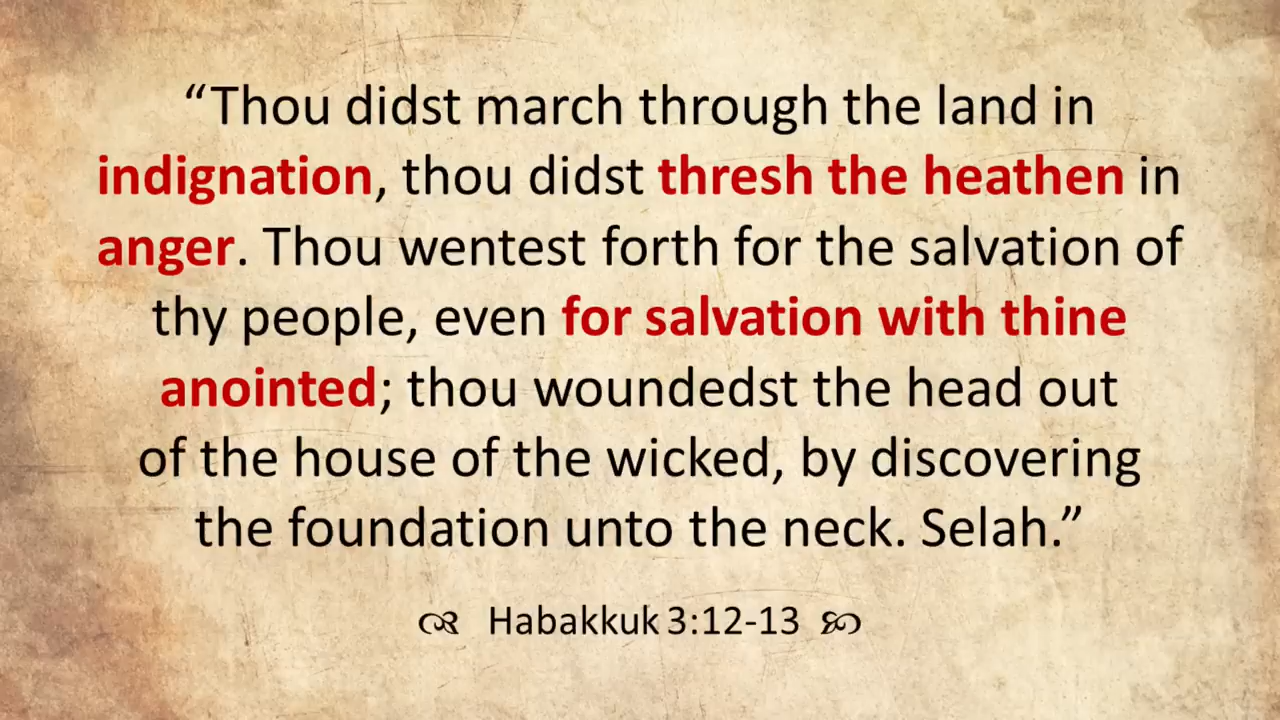 “Thou didst march through the land in
indignation, thou didst thresh the heathen in
anger. Thou wentest forth for the salvation of
thy people, even for salvation with thine
anointed; thou woundedst the head out
of the house of the wicked, by discovering
the foundation unto the neck. Selah.”
Habakkuk 3:12-13